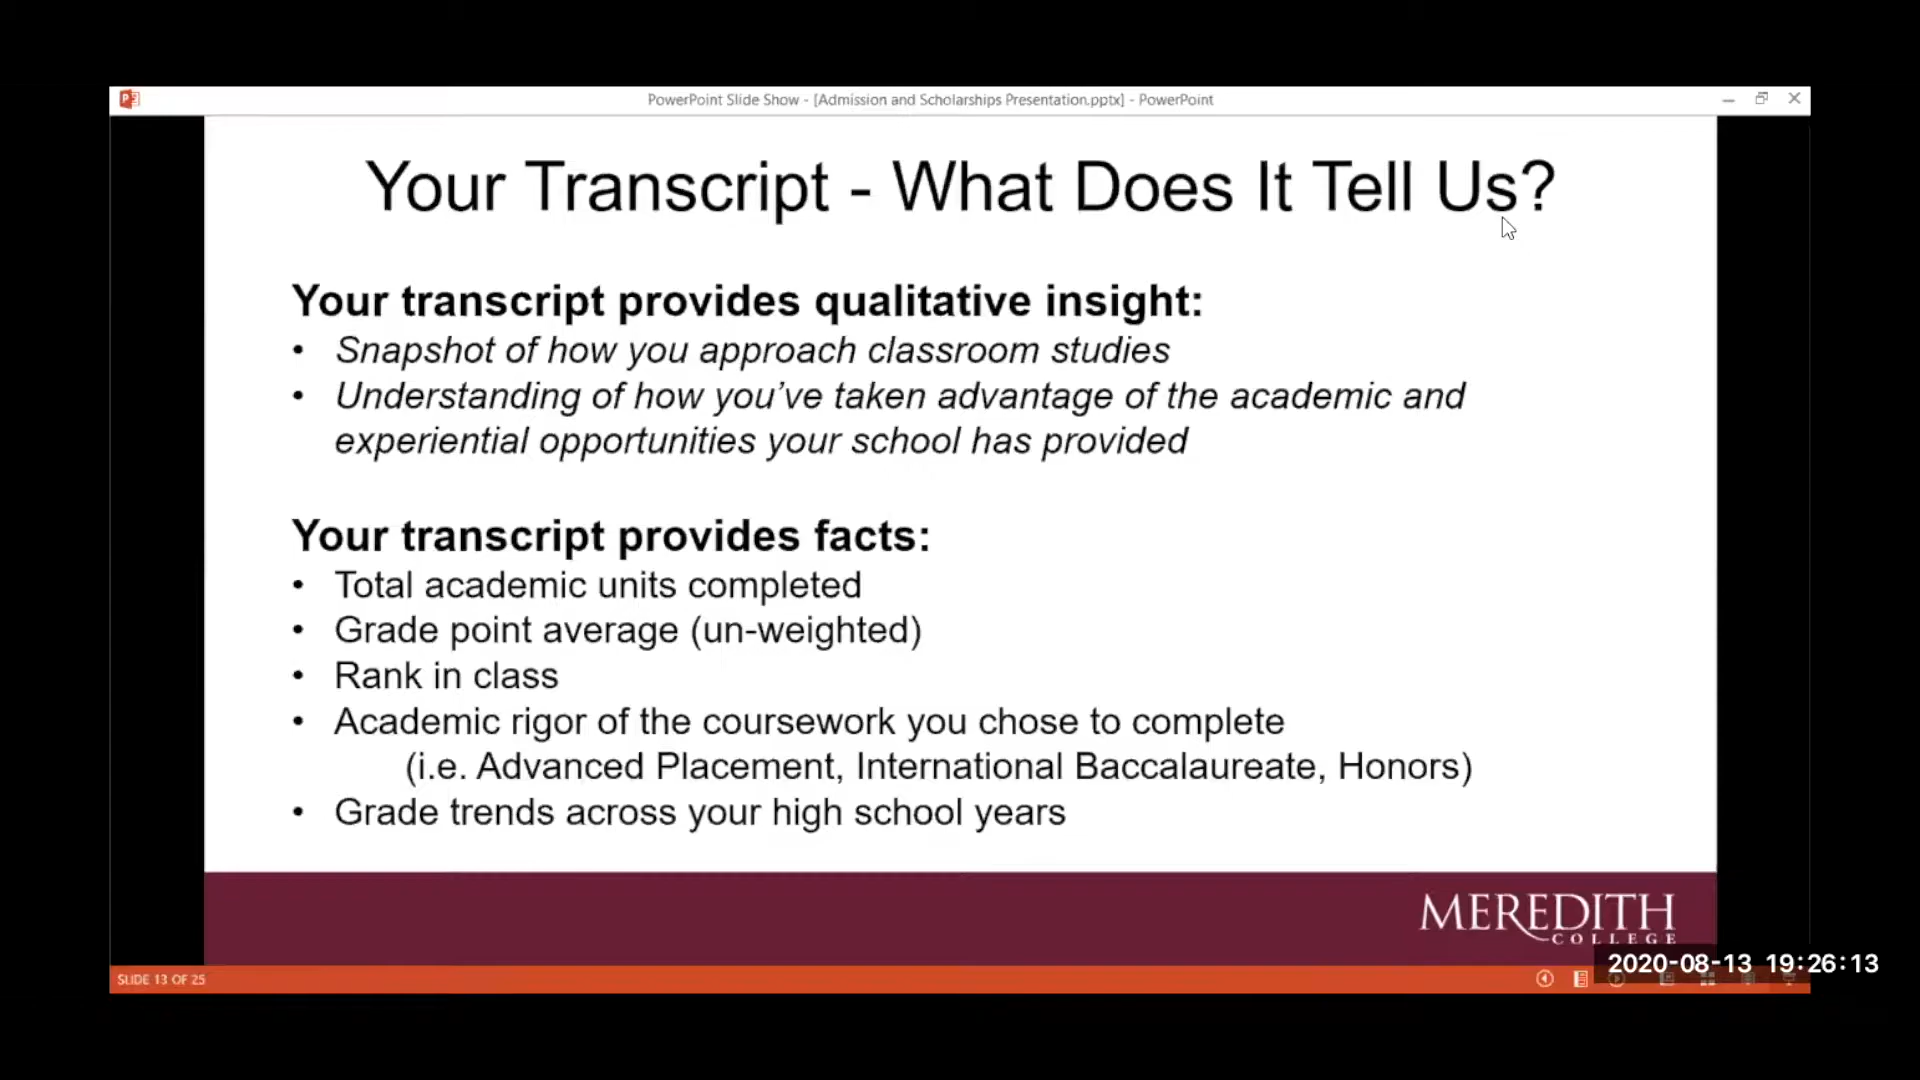 PowerPoint Slide Show - [Admission and Scholarships Presentation.pptx] - PowerPoint
Your Transcript - What Does It Tell Us?
Your transcript provides qualitative insight:
• Snapshot of how you approach classroom studies
• Understanding of how you’ve taken advantage of the academic and
experiential opportunities your school has provided
Your transcript provides facts:
• Total academic units completed
• Grade point average (un-weighted)
• Rank in class
• Academic rigor of the coursework you chose to complete
(i.e. Advanced Placement, International Baccalaureate, Honors)
• Grade trends across your high school years
MEREDITH
COLLEGE
2020-08-13 19:26:13
SLIDE 13 OF 25